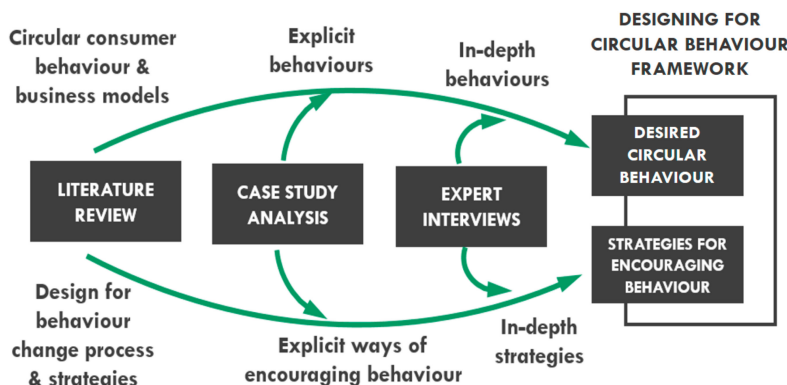 DESIGNING FOR
CIRCULAR BEHAVIOUR
FRAMEWORK
Circular consumer
behaviour &
business models
Explicit
behaviours
In-depth
behaviours
LITERATURE
REVIEW
CASE STUDY
ANALYSIS
EXPERT
INTERVIEWS
DESIRED
CIRCULAR
BEHAVIOUR
STRATEGIES FOR
ENCOURAGING
BEHAVIOUR
Design for
behaviour
change process
& strategies
Explicit ways of
encouraging behaviour
In-depth
strategies